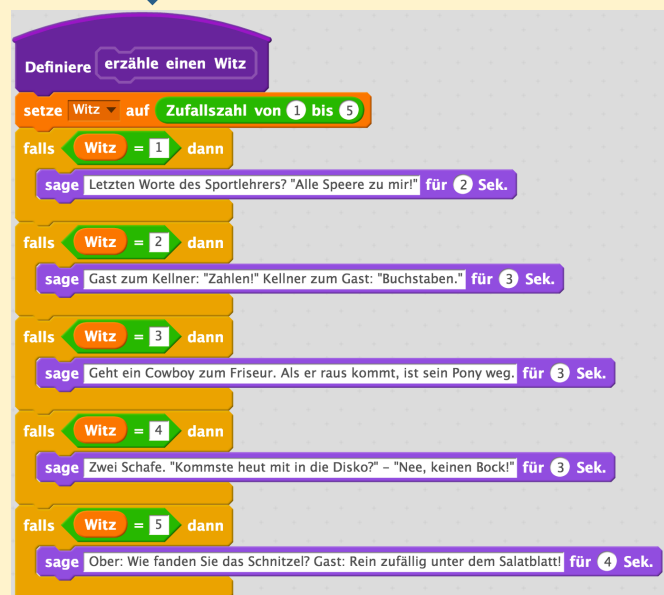 Definiere erzähle einen Witz
setze Witz auf Zufallszahl von 1 bis 5
falls Witz = 1 dann
sage Letzten Worte des Sportlehrers? "Alle Speere zu mir!" für 2 Sek.
falls Witz = 2 dann
sage Gast zum Kellner: "Zahlen!" Kellner zum Gast: "Buchstaben." für 3 Sek.
falls Witz = 3 dann
sage Geht ein Cowboy zum Friseur. Als er raus kommt, ist sein Pony weg. für 3 Sek.
falls Witz = 4 dann
sage Zwei Schafe. "Kommste heut mit in die Disko?" – "Nee, keinen Bock!" für 3 Sek.
falls Witz = 5 dann
sage Ober: Wie fanden Sie das Schnitzel? Gast: Rein zufällig unter dem Salatblatt! für 4 Sek.